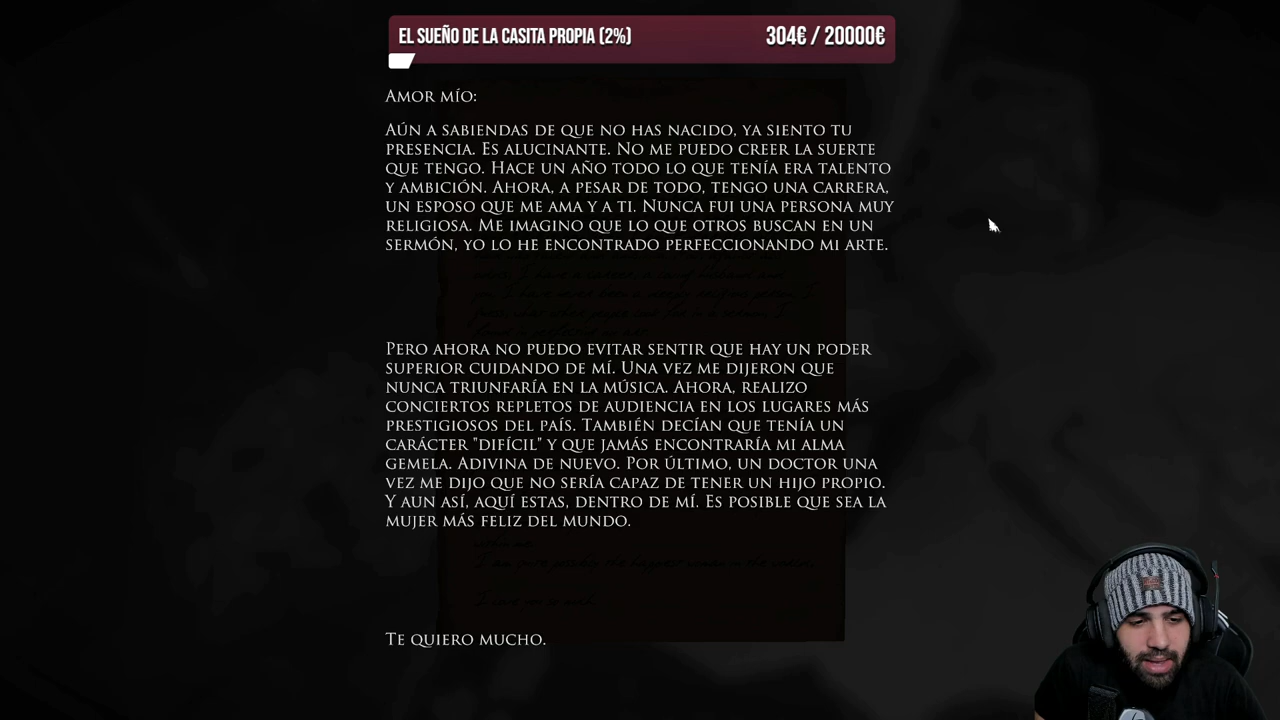 EL SUEÑO DE LA CASITA PROPIA (2%) 304€ / 20000€
AMOR MÍO:
AÚN A SABIENDAS DE QUE NO HAS NACIDO, YA SIENTO TU
PRESENCIA. ES ALUCINANTE. NO ME PUEDO CREER LA SUERTE
QUE TENGO. HACE UN AÑO TODO LO QUE TENÍA ERA TALENTO
Y AMBICIÓN. AHORA, A PESAR DE TODO, TENGO UNA CARRERA,
UN ESPOSO QUE ME AMA Y A TI. NUNCA FUI UNA PERSONA MUY
RELIGIOSA. ME IMAGINO QUE LO QUE OTROS BUSCAN EN UN
SERMÓN, YO LO HE ENCONTRADO PERFECCIONANDO MI ARTE.
PERO AHORA NO PUEDO EVITAR SENTIR QUE HAY UN PODER
SUPERIOR CUIDANDO DE MÍ. UNA VEZ ME DIJERON QUE
NUNCA TRIUNFARÍA EN LA MÚSICA. AHORA, REALIZO
CONCIERTOS REPLETOS DE AUDIENCIA EN LOS LUGARES MÁS
PRESTIGIOSOS DEL PAÍS. TAMBIÉN DECÍAN QUE TENÍA UN
CARÁCTER "DIFÍCIL" Y QUE JAMÁS ENCONTRARÍA MI ALMA
GEMELA. ADIVINA DE NUEVO. POR ÚLTIMO, UN DOCTOR UNA
VEZ ME DIJO QUE NO SERÍA CAPAZ DE TENER UN HIJO PROPIO.
Y AUN ASÍ, AQUÍ ESTAS, DENTRO DE MÍ. ES POSIBLE QUE SEA LA
MUJER MÁS FELIZ DEL MUNDO.
TE QUIERO MUCHO.